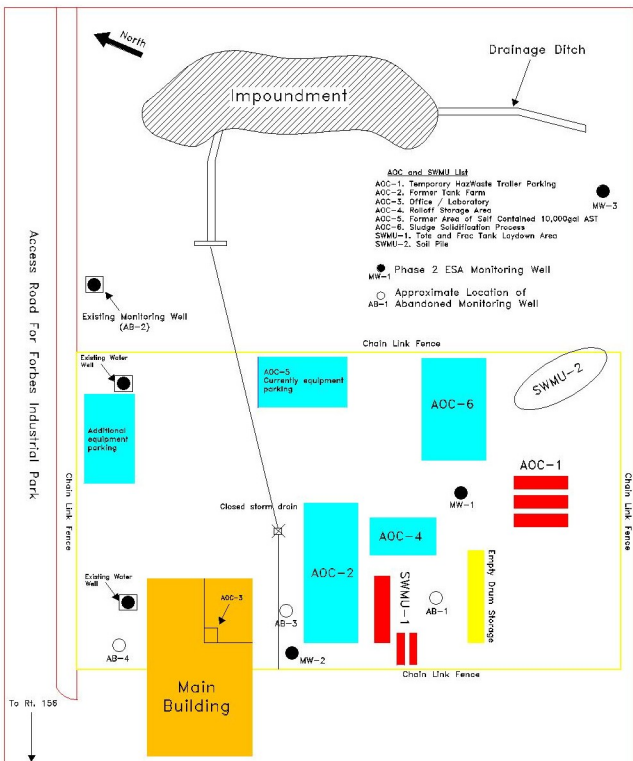 North
Drainage Ditch
Impoundment
AOC and SWMU List
AOC-1. Temporary HazWaste Trailer Parking
AOC-2. Former Tank Farm
AOC-3. Office / Laboratory
AOC-4. Rolloff Storage Area
AOC-5. Former Area of Self Contained 10,000gal AST
AOC-6. Sludge Solidification Process
SWMU-1. Tote and Frac Tank Laydown Area
SWMU-2. Soil Pile
MW-3
MW-1
Phase 2 ESA Monitoring Well
AB-1
Approximate Location of
Abandoned Monitoring Well
Access Road For Forbes Industrial Park
Existing Monitoring Well
(AB-2)
Chain Link Fence
Existing Water
Well
AOC-5
Currently equipment
parking
AOC-6
SWMU-2
Additional
equipment
parking
AOC-1
Chain Link Fence
Chain Link Fence
MW-1
Closed storm drain
AOC-4
AOC-2
SWMU-1
Empty Drum Storage
Existing Water
Well
AOC-3
AB-3
AB-1
AB-4
MW-2
Chain Link Fence
Main
Building
To Rt. 156